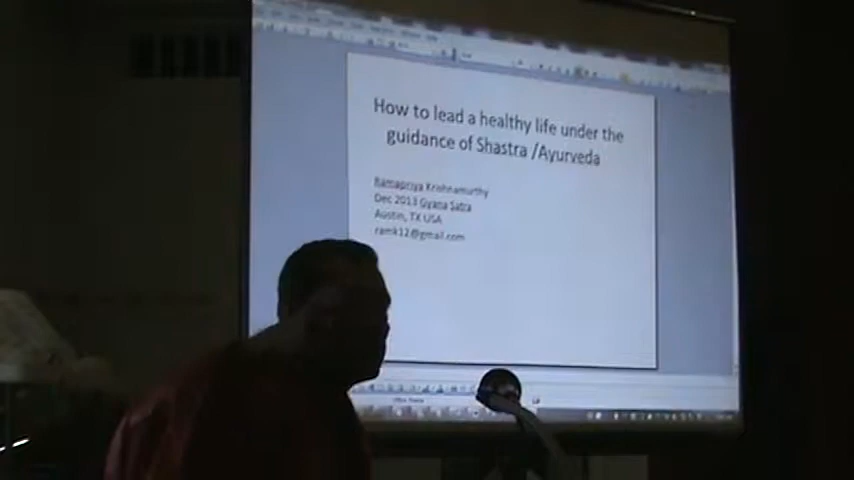 How to lead a healthy life under the
guidance of Shastra /Ayurveda
Ramapriya Krishnamurthy
Dec 2013 Gyana Satra
Austin, TX USA
ramk12@gmail.com